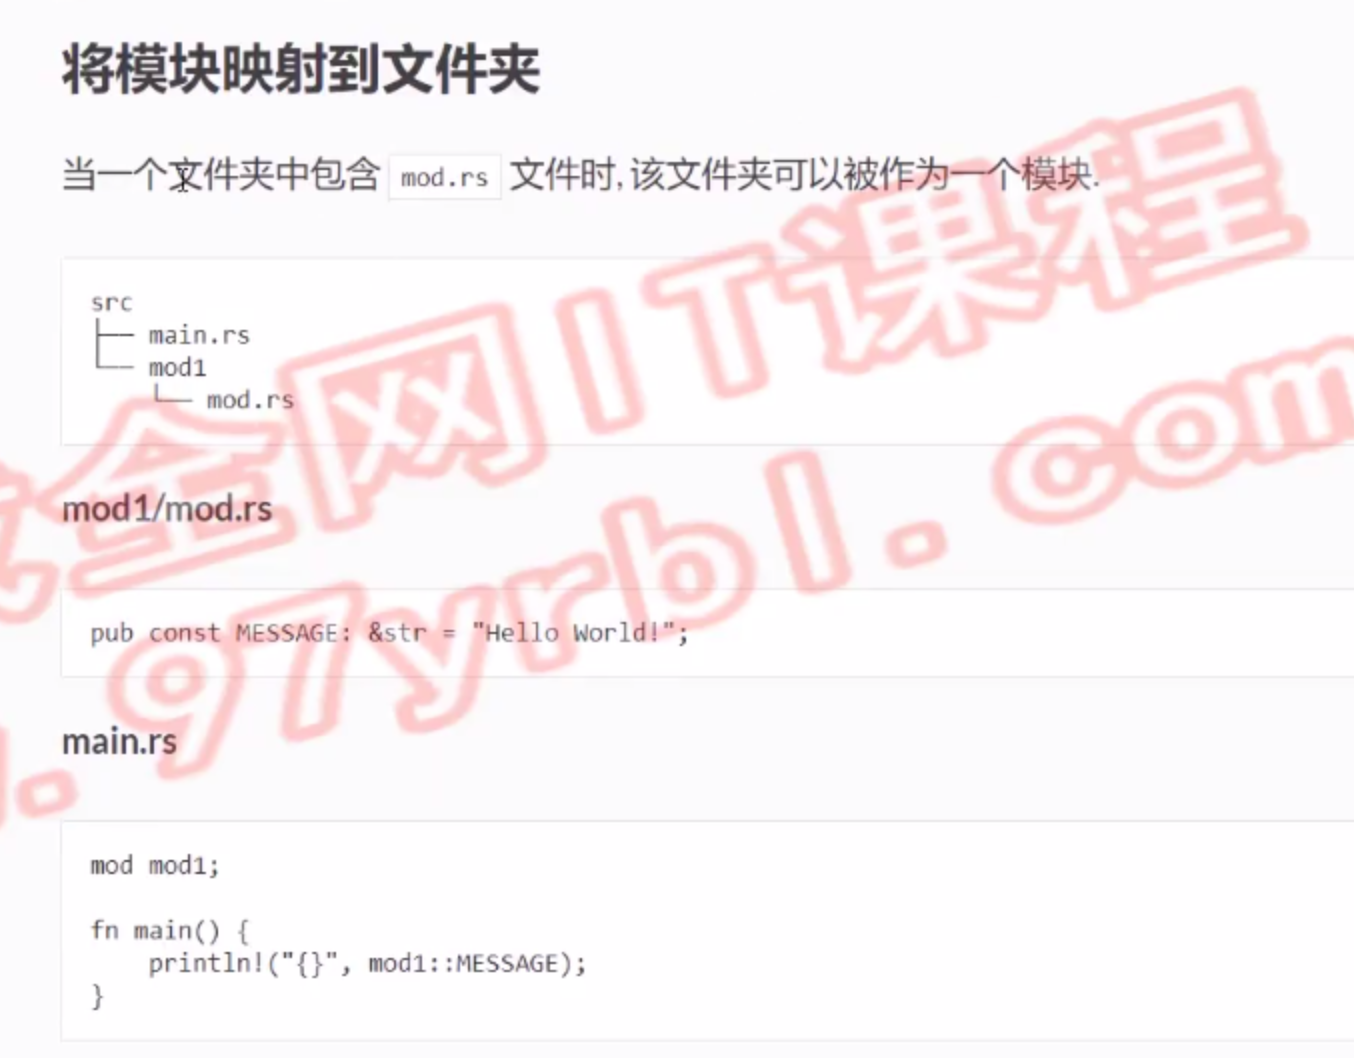 将模块映射到文件夹
当一个文件夹中包含 mod.rs 文件时, 该文件夹可以被作为一个模块.
src
├── main.rs
└── mod1
    └── mod.rs
mod1/mod.rs
pub const MESSAGE: &str = "Hello World!";
main.rs
mod mod1;
fn main() {
    println!("{}", mod1::MESSAGE);
}
全网IT课程
.97yrbl.com